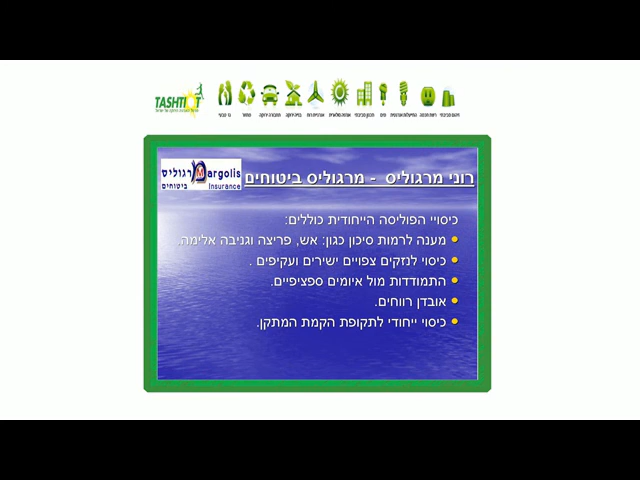 TASHTIOT
רוני מרגוליס - מרגוליס ביטוחים
מרגוליס Margolis
ביטוחים Insurance
כיסויי הפוליסה הייחודית כוללים:
מענה לרמות סיכון כגון: אש, פריצה וגניבה אלימה.
כיסוי לנזקים צפויים ישירים ועקיפים .
התמודדות מול איומים ספציפיים.
אובדן רווחים.
כיסוי ייחודי לתקופת הקמת המתקן.